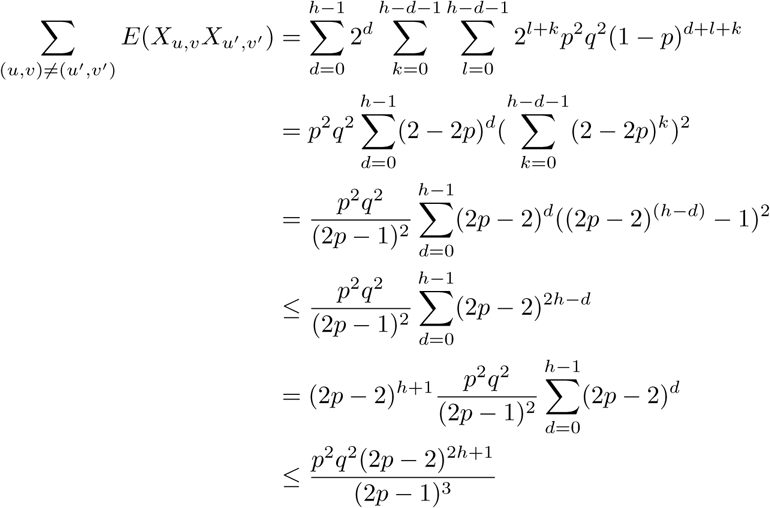 \sum_{(u,v)\neq(u',v')} E(X_{u,v}X_{u',v'}) = \sum_{d=0}^{h-1} 2^d \sum_{k=0}^{h-d-1} \sum_{l=0}^{h-d-1} 2^{l+k} p^2 q^2 (1-p)^{d+l+k}
= p^2 q^2 \sum_{d=0}^{h-1} (2-2p)^d ( \sum_{k=0}^{h-d-1} (2-2p)^k )^2
= \frac{p^2 q^2}{(2p-1)^2} \sum_{d=0}^{h-1} (2p-2)^d ((2p-2)^{(h-d)} - 1)^2
\leq \frac{p^2 q^2}{(2p-1)^2} \sum_{d=0}^{h-1} (2p-2)^{2h-d}
= (2p-2)^{h+1} \frac{p^2 q^2}{(2p-1)^2} \sum_{d=0}^{h-1} (2p-2)^d
\leq \frac{p^2 q^2 (2p-2)^{2h+1}}{(2p-1)^3}